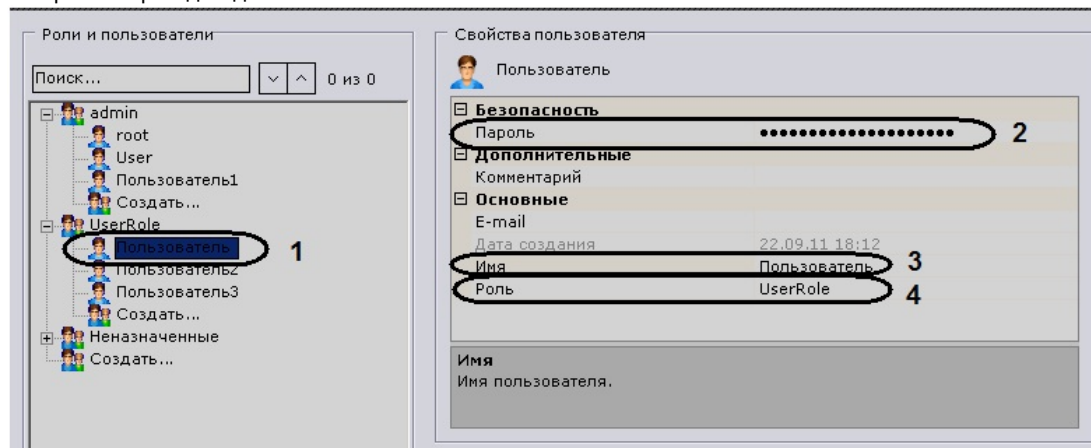 Роли и пользователи
Поиск...
0 из 0
admin
root
User
Пользователь1
Создать...
UserRole
Пользователь
1
Пользователь2
Пользователь3
Создать...
Неназначенные
Создать...
Свойства пользователя
Пользователь
Безопасность
Пароль ●●●●●●●●●●●●●●●●●●●● 2
Дополнительные
Комментарий
Основные
E-mail
Дата создания 22.09.11 18:12
Имя Пользователь 3
Роль UserRole 4
Имя
Имя пользователя.